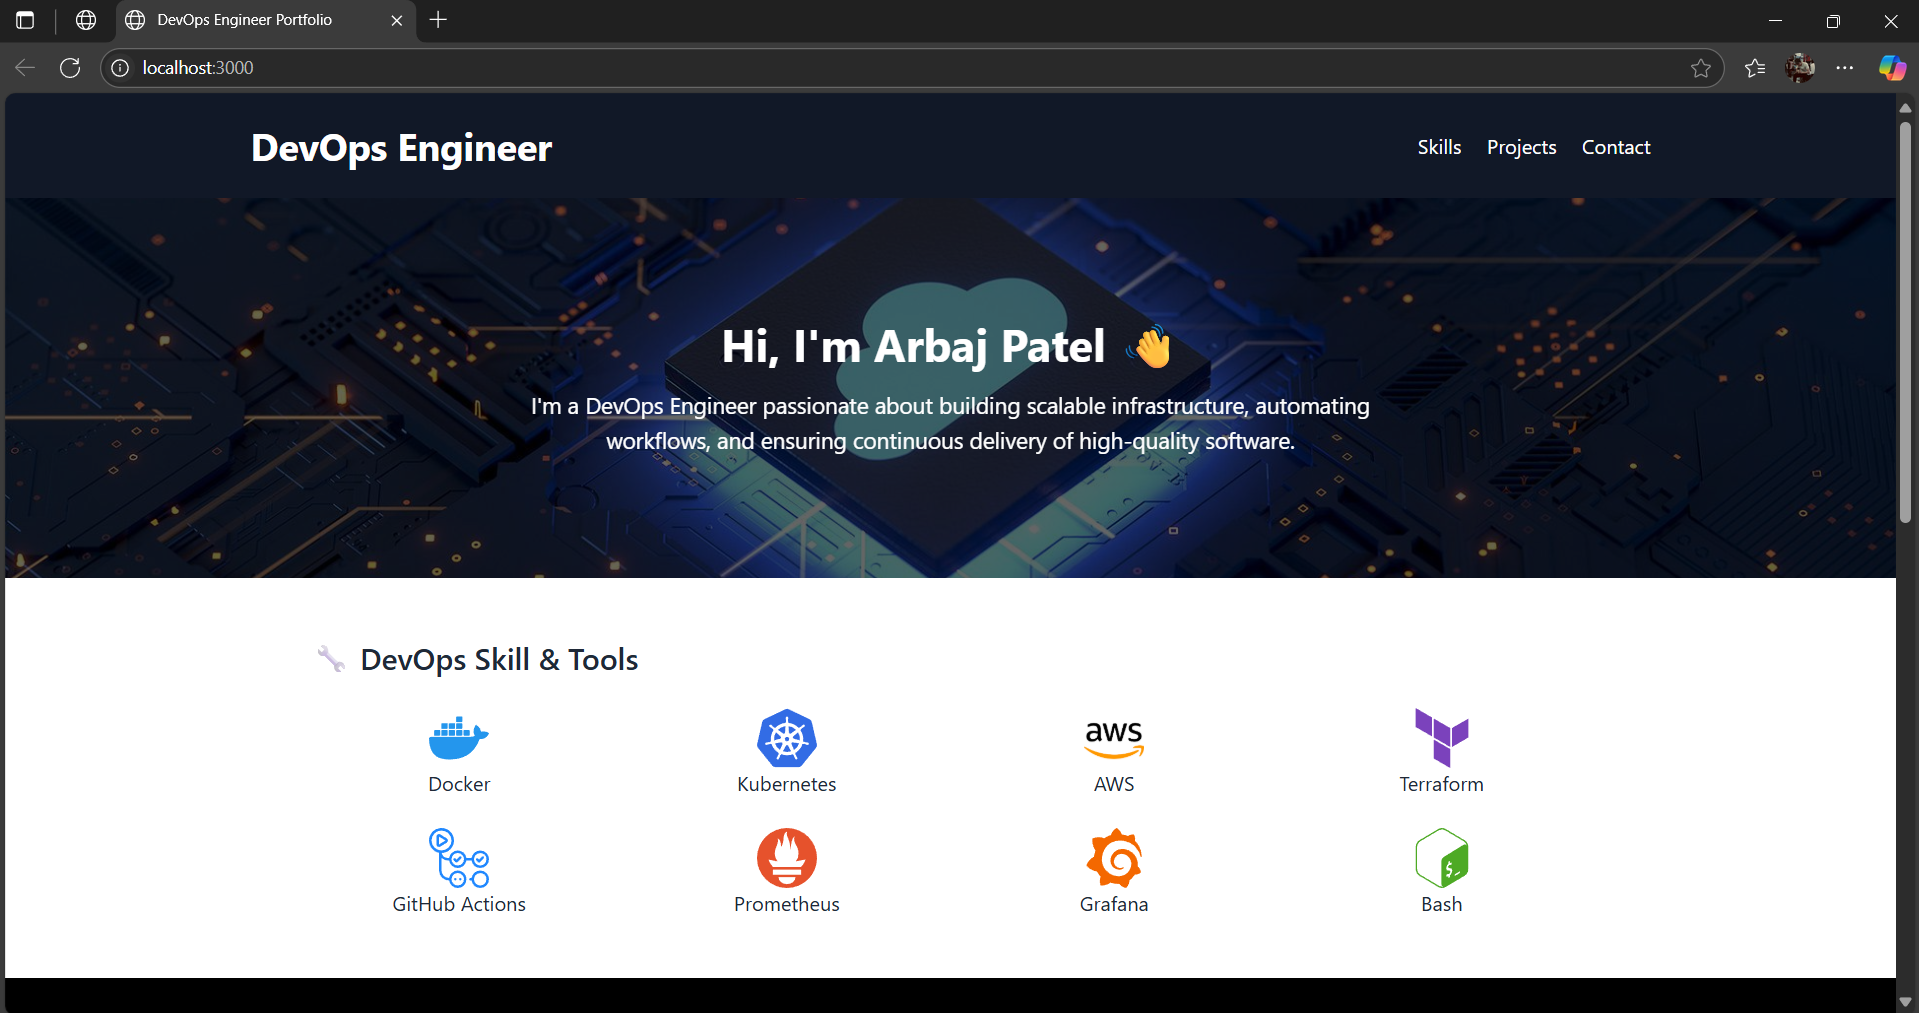 DevOps Engineer Portfolio
localhost:3000
DevOps Engineer
Skills Projects Contact
Hi, I'm Arbaj Patel 👋
I'm a DevOps Engineer passionate about building scalable infrastructure, automating
workflows, and ensuring continuous delivery of high-quality software.
🔧 DevOps Skill & Tools
aws
Docker Kubernetes AWS Terraform
$_
GitHub Actions Prometheus Grafana Bash